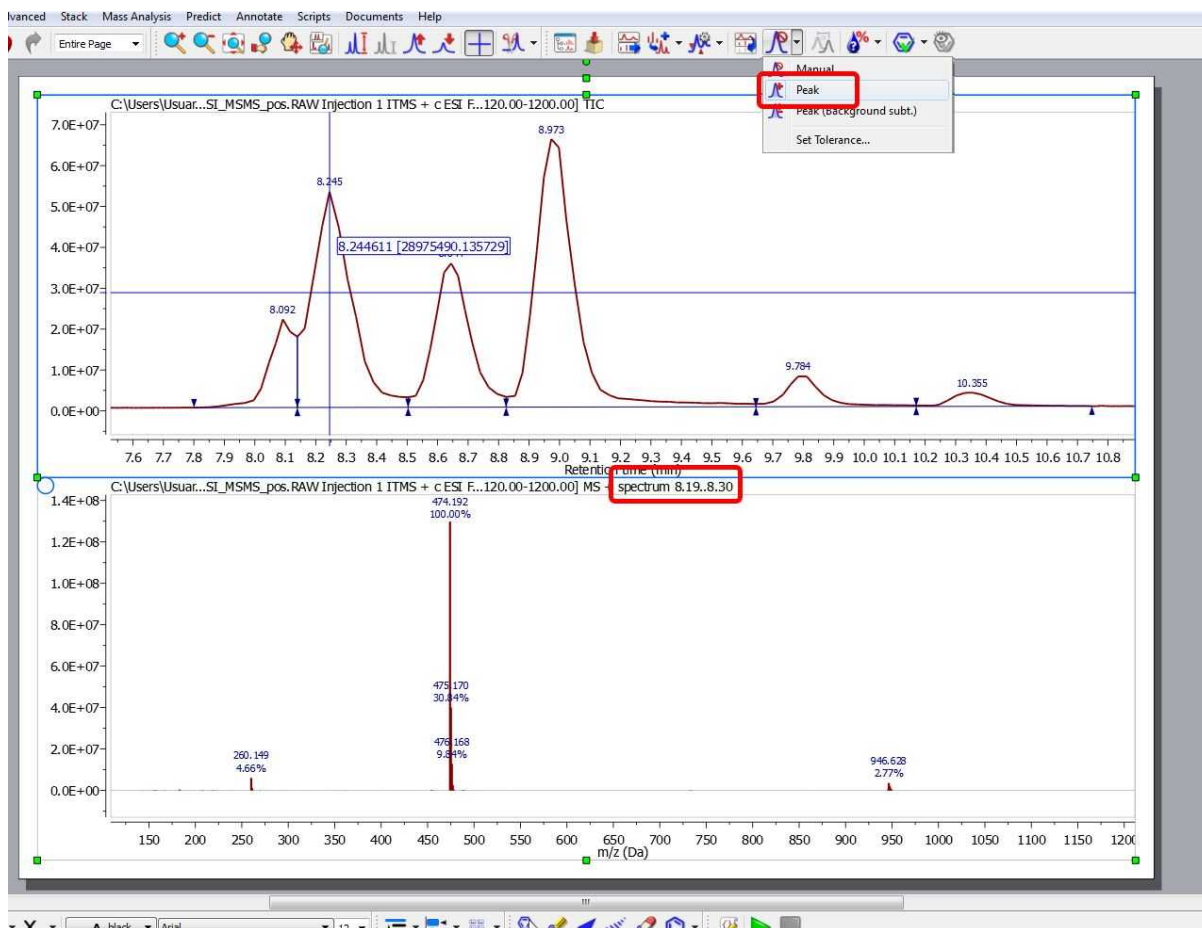 vanced Stack Mass Analysis Predict Annotate Scripts Documents Help
Entire Page
Manual
Peak
Peak (Background subt.)
Set Tolerance...
C:\Users\Usuar...SI_MSMS_pos.RAW Injection 1 ITMS + c ESI F...120.00-1200.00] TIC
7.0E+07
6.0E+07
5.0E+07
4.0E+07
3.0E+07
2.0E+07
1.0E+07
0.0E+00
8.092
8.245
8.244611 [28975490.135729]
8.973
9.784
10.355
7.6 7.7 7.8 7.9 8.0 8.1 8.2 8.3 8.4 8.5 8.6 8.7 8.8 8.9 9.0 9.1 9.2 9.3 9.4 9.5 9.6 9.7 9.8 9.9 10.0 10.1 10.2 10.3 10.4 10.5 10.6 10.7 10.8
Retention time (min)
C:\Users\Usuar...SI_MSMS_pos.RAW Injection 1 ITMS + c ESI F...120.00-1200.00] MS - spectrum 8.19..8.30
1.4E+08
1.2E+08
1.0E+08
8.0E+07
6.0E+07
4.0E+07
2.0E+07
0.0E+00
474.192
100.00%
475.170
30.84%
476.168
9.84%
260.149
4.66%
946.628
2.77%
150 200 250 300 350 400 450 500 550 600 650 700 750 800 850 900 950 1000 1050 1100 1150 1200
m/z (Da)
black Arial 12